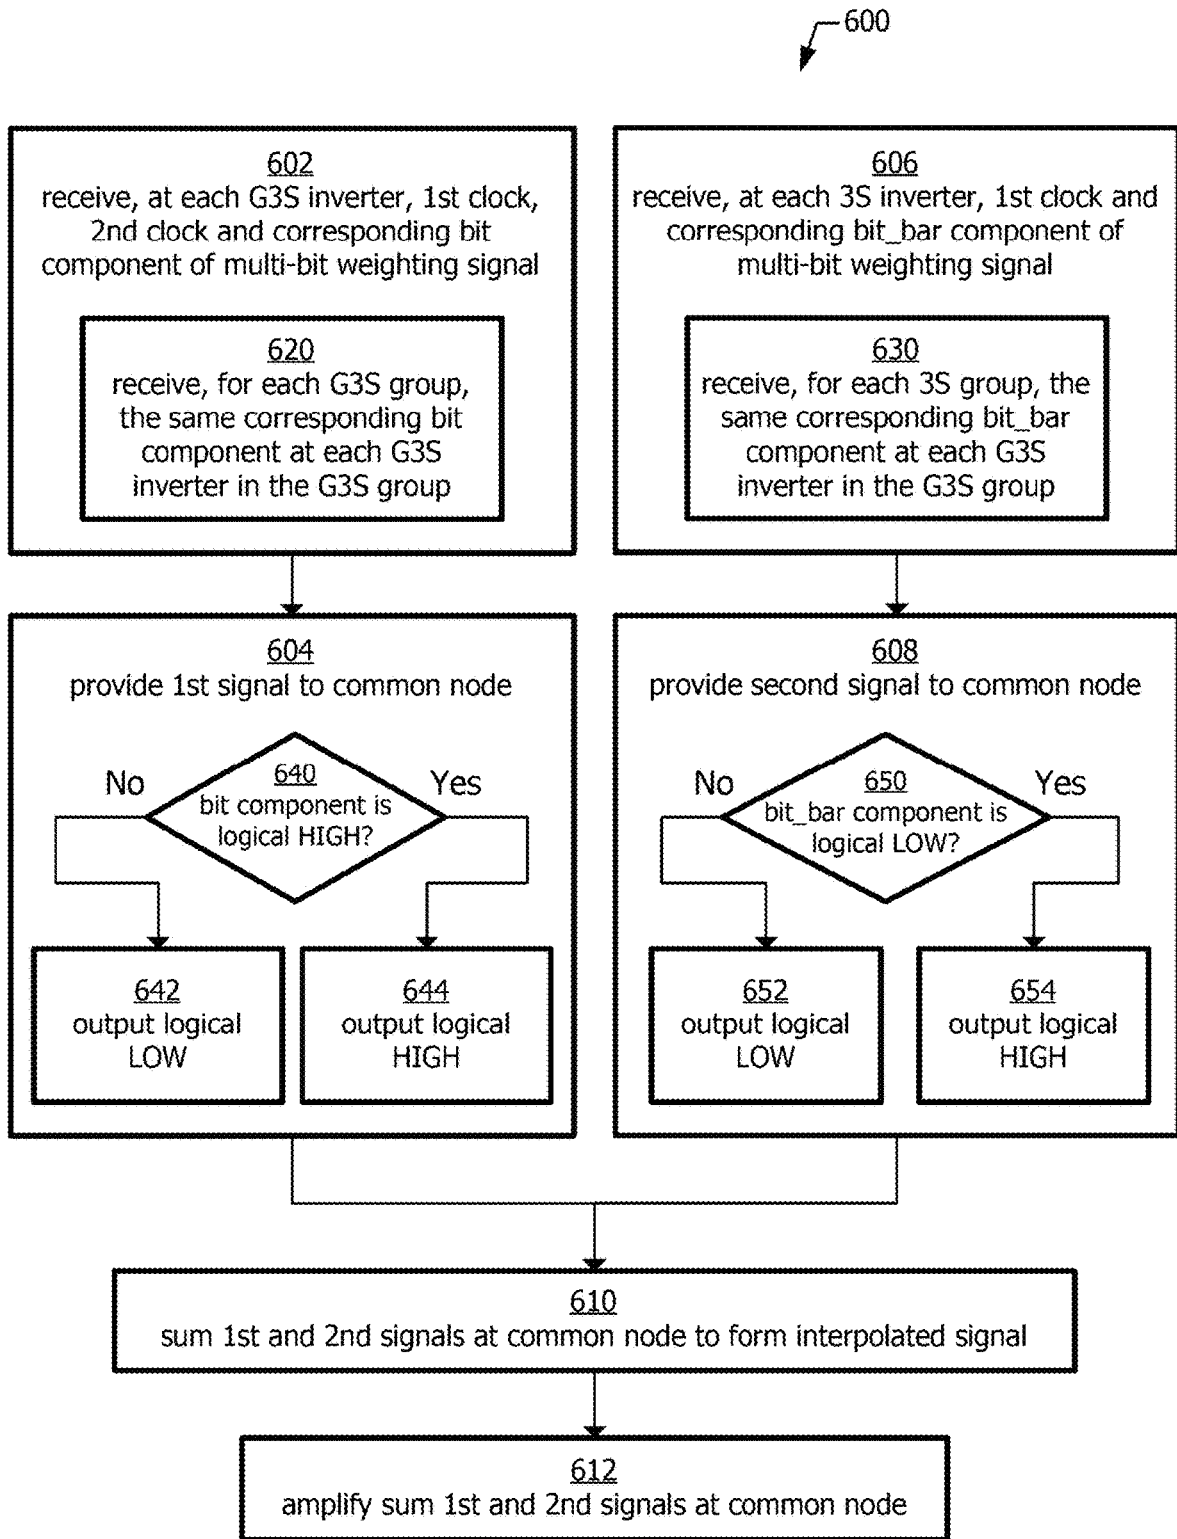 600
602
receive, at each G3S inverter, 1st clock,
2nd clock and corresponding bit
component of multi-bit weighting signal
620
receive, for each G3S group,
the same corresponding bit
component at each G3S
inverter in the G3S group
606
receive, at each 3S inverter, 1st clock and
corresponding bit_bar component of
multi-bit weighting signal
630
receive, for each 3S group, the
same corresponding bit_bar
component at each G3S
inverter in the G3S group
604
provide 1st signal to common node
No
640
Yes
bit component is
logical HIGH?
642
output logical
LOW
644
output logical
HIGH
608
provide second signal to common node
No
650
Yes
bit_bar component is
logical LOW?
652
output logical
LOW
654
output logical
HIGH
610
sum 1st and 2nd signals at common node to form interpolated signal
612
amplify sum 1st and 2nd signals at common node